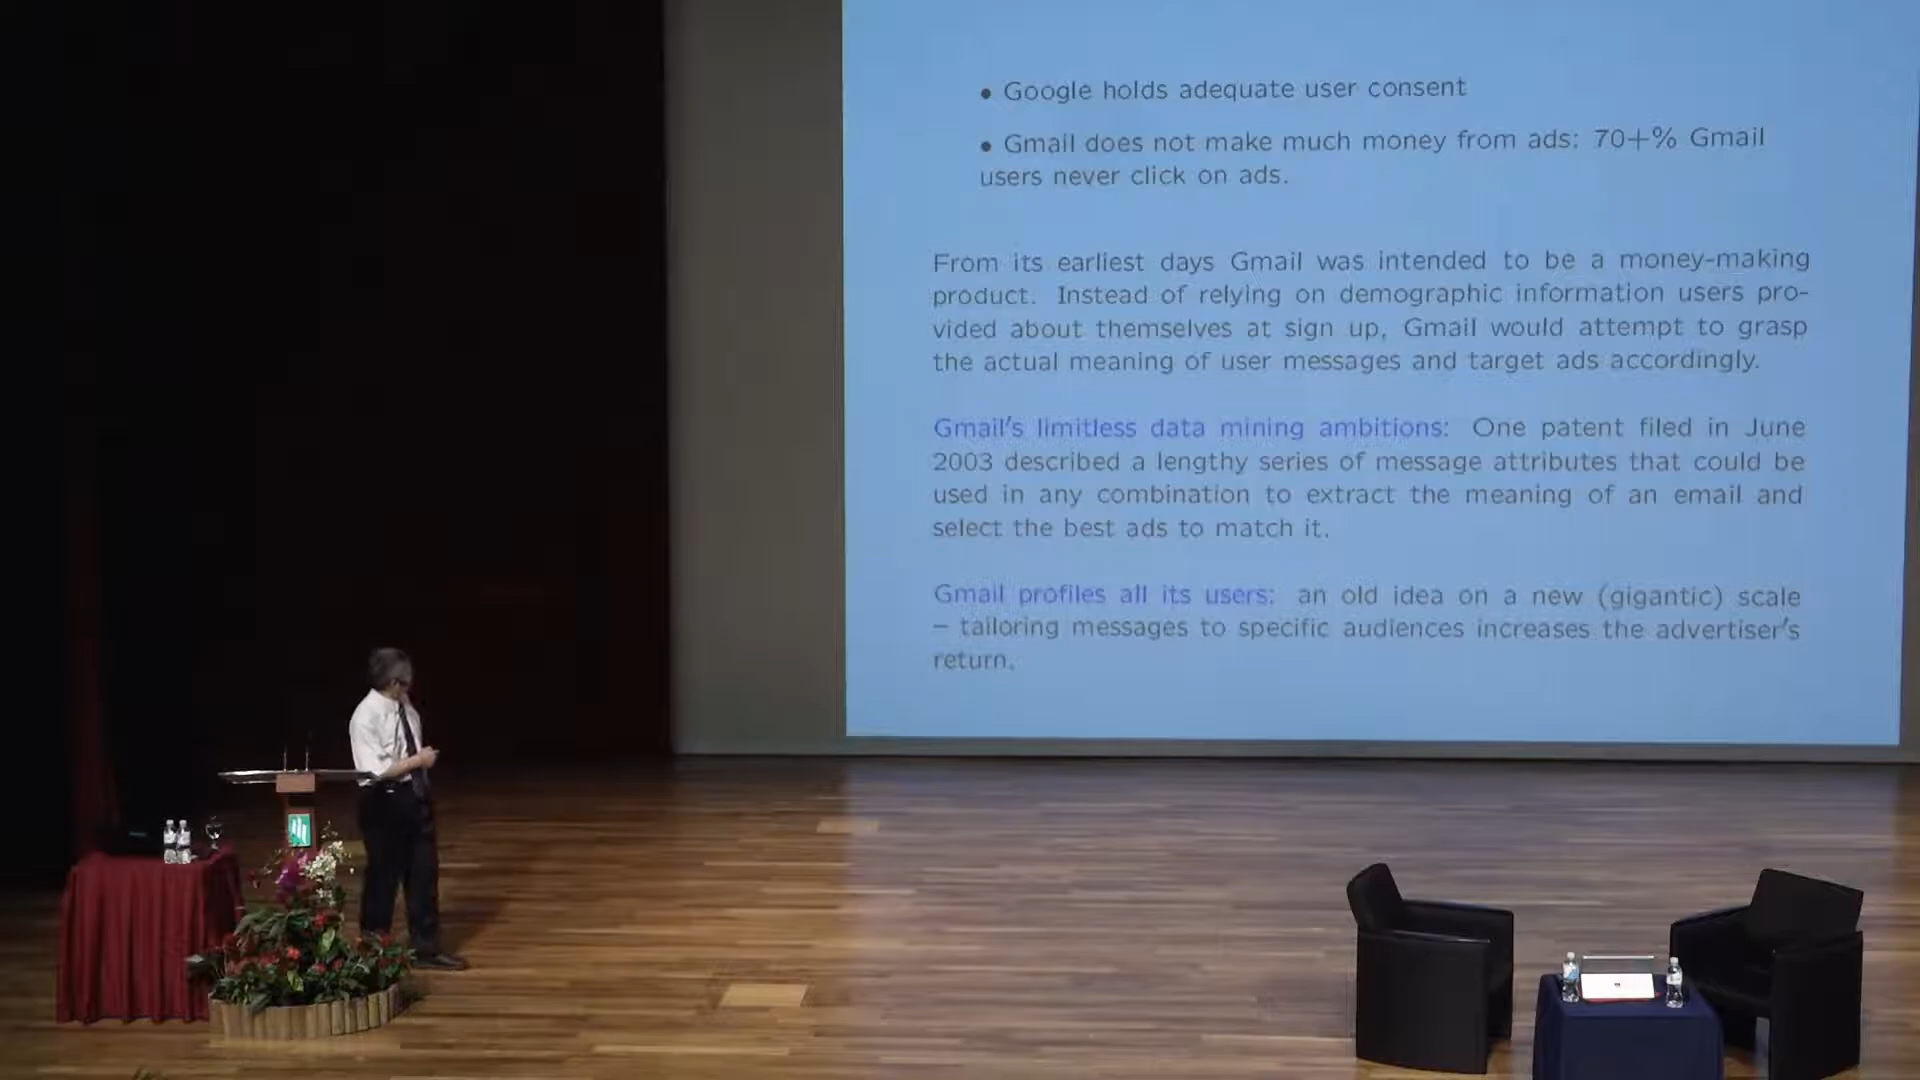 • Google holds adequate user consent
• Gmail does not make much money from ads: 70+% Gmail
users never click on ads.
From its earliest days Gmail was intended to be a money-making
product. Instead of relying on demographic information users pro-
vided about themselves at sign up, Gmail would attempt to grasp
the actual meaning of user messages and target ads accordingly.
Gmail's limitless data mining ambitions: One patent filed in June
2003 described a lengthy series of message attributes that could be
used in any combination to extract the meaning of an email and
select the best ads to match it.
Gmail profiles all its users: an old idea on a new (gigantic) scale
– tailoring messages to specific audiences increases the advertiser's
return.